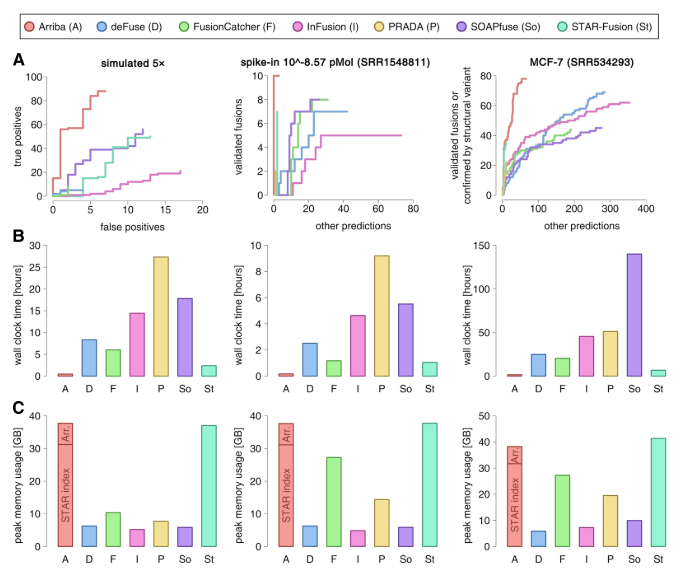 Arriba (A) deFuse (D) FusionCatcher (F) InFusion (I) PRADA (P) SOAPfuse (So) STAR-Fusion (St)
A
simulated 5×
spike-in 10^-8.57 pMol (SRR1548811)
MCF-7 (SRR534293)
true positives
100
80
60
40
20
0
0 5 10 15 20
false positives
validated fusions
10
8
6
4
2
0
0 20 40 60 80
other predictions
validated fusions or
confirmed by structural variant
80
60
40
20
0
0 100 200 300 400
other predictions
B
wall clock time [hours]
30
25
20
15
10
5
0
A D F I P So St
wall clock time [hours]
10
8
6
4
2
0
A D F I P So St
wall clock time [hours]
150
100
50
0
A D F I P So St
C
peak memory usage [GB]
40
30
20
10
0
Arr.
STAR index
A D F I P So St
peak memory usage [GB]
40
30
20
10
0
Arr.
STAR index
A D F I P So St
peak memory usage [GB]
50
40
30
20
10
0
Arr.
STAR index
A D F I P So St